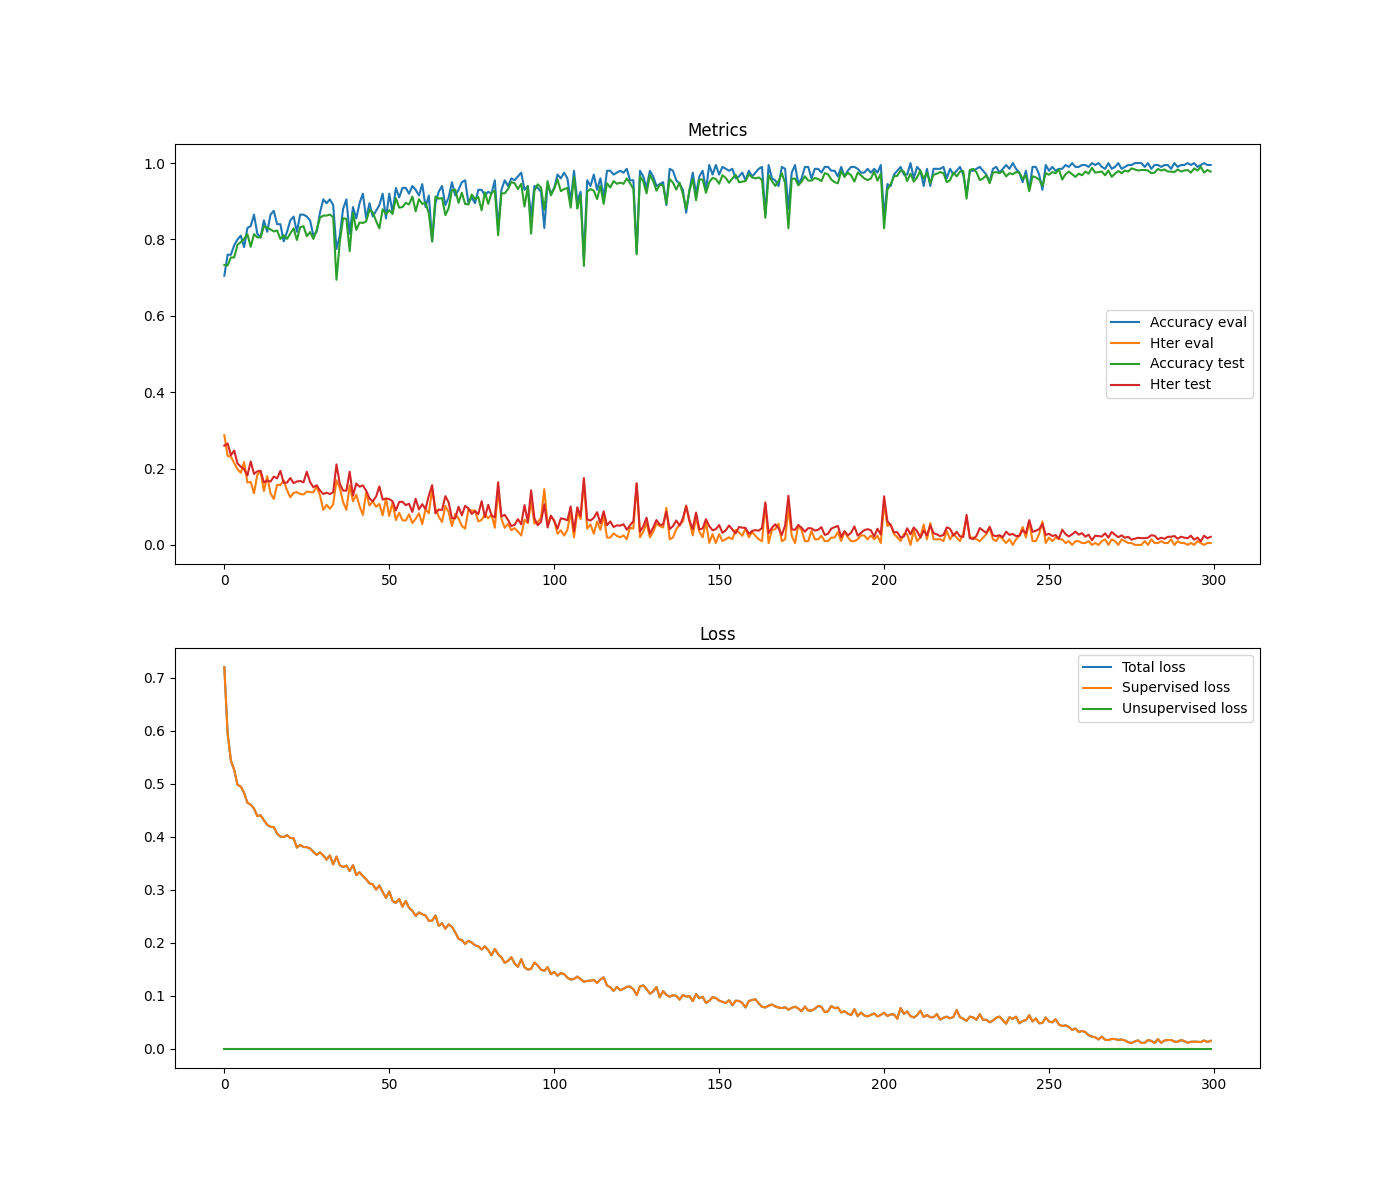 Metrics
1.0
0.8
0.6
0.4
0.2
0.0
Accuracy eval
Hter eval
Accuracy test
Hter test
0 50 100 150 200 250 300
Loss
0.7
0.6
0.5
0.4
0.3
0.2
0.1
0.0
Total loss
Supervised loss
Unsupervised loss
0 50 100 150 200 250 300